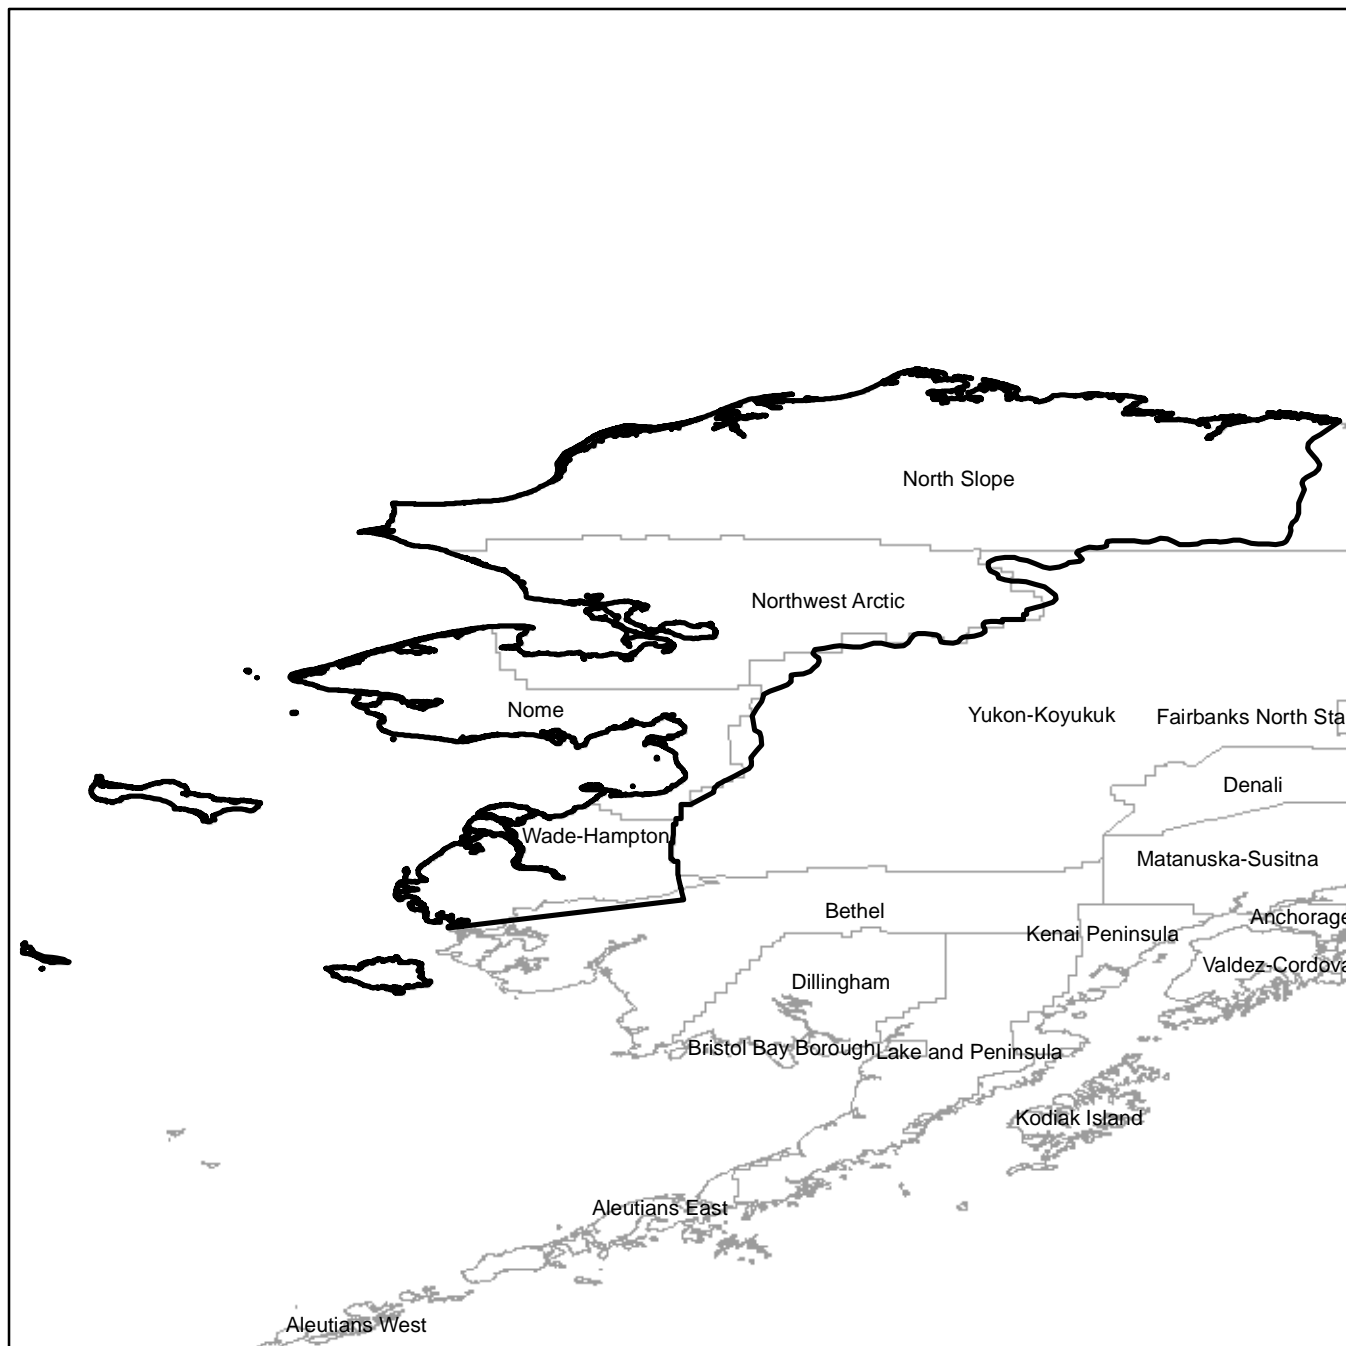 North Slope
Northwest Arctic
Nome
Yukon-Koyukuk
Fairbanks North Sta
Denali
Wade-Hampton
Matanuska-Susitna
Bethel
Anchorage
Kenai Peninsula
Valdez-Cordova
Dillingham
Bristol Bay Borough
Lake and Peninsula
Kodiak Island
Aleutians East
Aleutians West